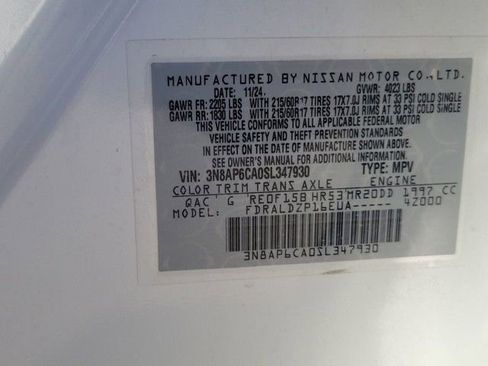 MANUFACTURED BY NISSAN MOTOR CO.,LTD.
DATE: 11/24. GVWR: 4023 LBS
GAWR FR: 2205 LBS WITH 215/60R17 TIRES 17X7.0J RIMS AT 33 PSI COLD SINGLE
GAWR RR: 1830 LBS WITH 215/60R17 TIRES 17X7.0J RIMS AT 33 PSI COLD SINGLE
THIS VEHICLE CONFORMS TO ALL APPLICABLE FEDERAL MOTOR
VEHICLE SAFETY AND THEFT PREVENTION STANDARDS
IN EFFECT ON THE DATE OF MANUFACTURE SHOWN ABOVE.
SEE OWNER'S MANUAL FOR ADDITIONAL INFORMATION.
VIN: 3N8AP6CA0SL347930 TYPE: MPV
COLOR TRIM TRANS AXLE ENGINE
QAC G RE0F15B HR53 MR20DD 1997 CC
MODEL: FDRALDZP16EUA----- 4Z000
3N8AP6CA0SL347930